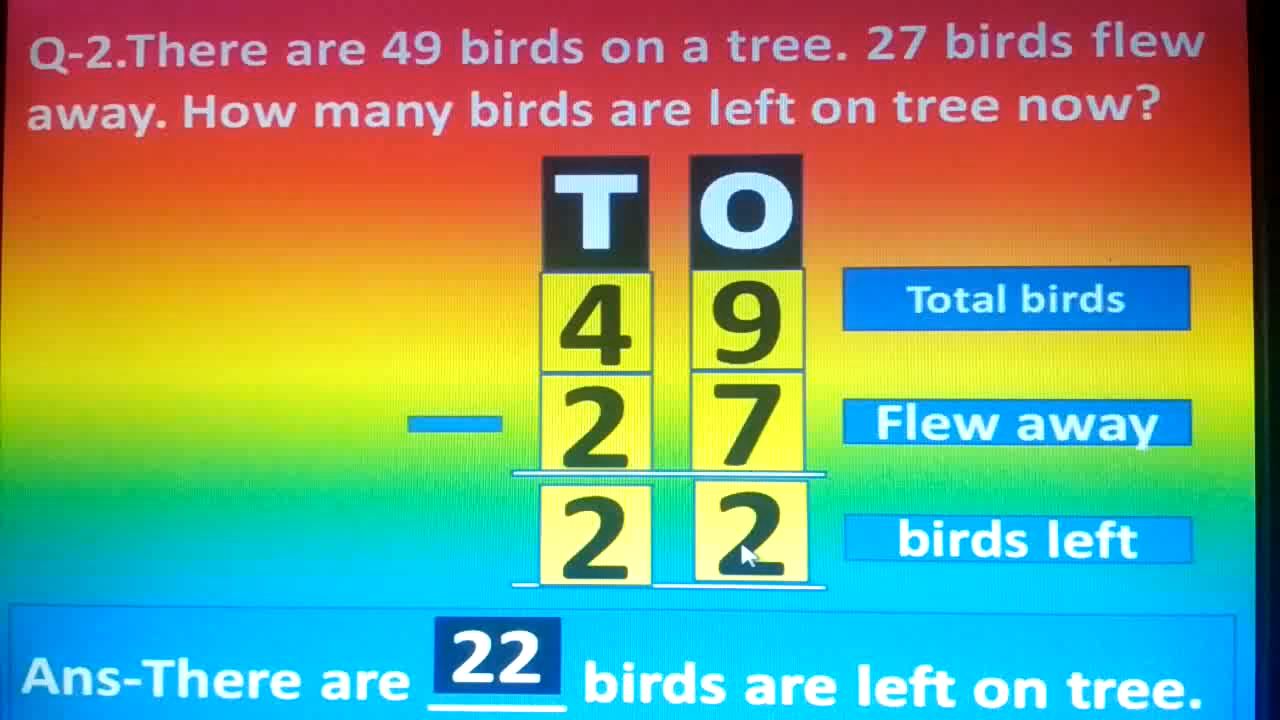 Q-2.There are 49 birds on a tree. 27 birds flew
away. How many birds are left on tree now?
T O
4 9 Total birds
2 7 Flew away
2 2 birds left
Ans-There are 22 birds are left on tree.